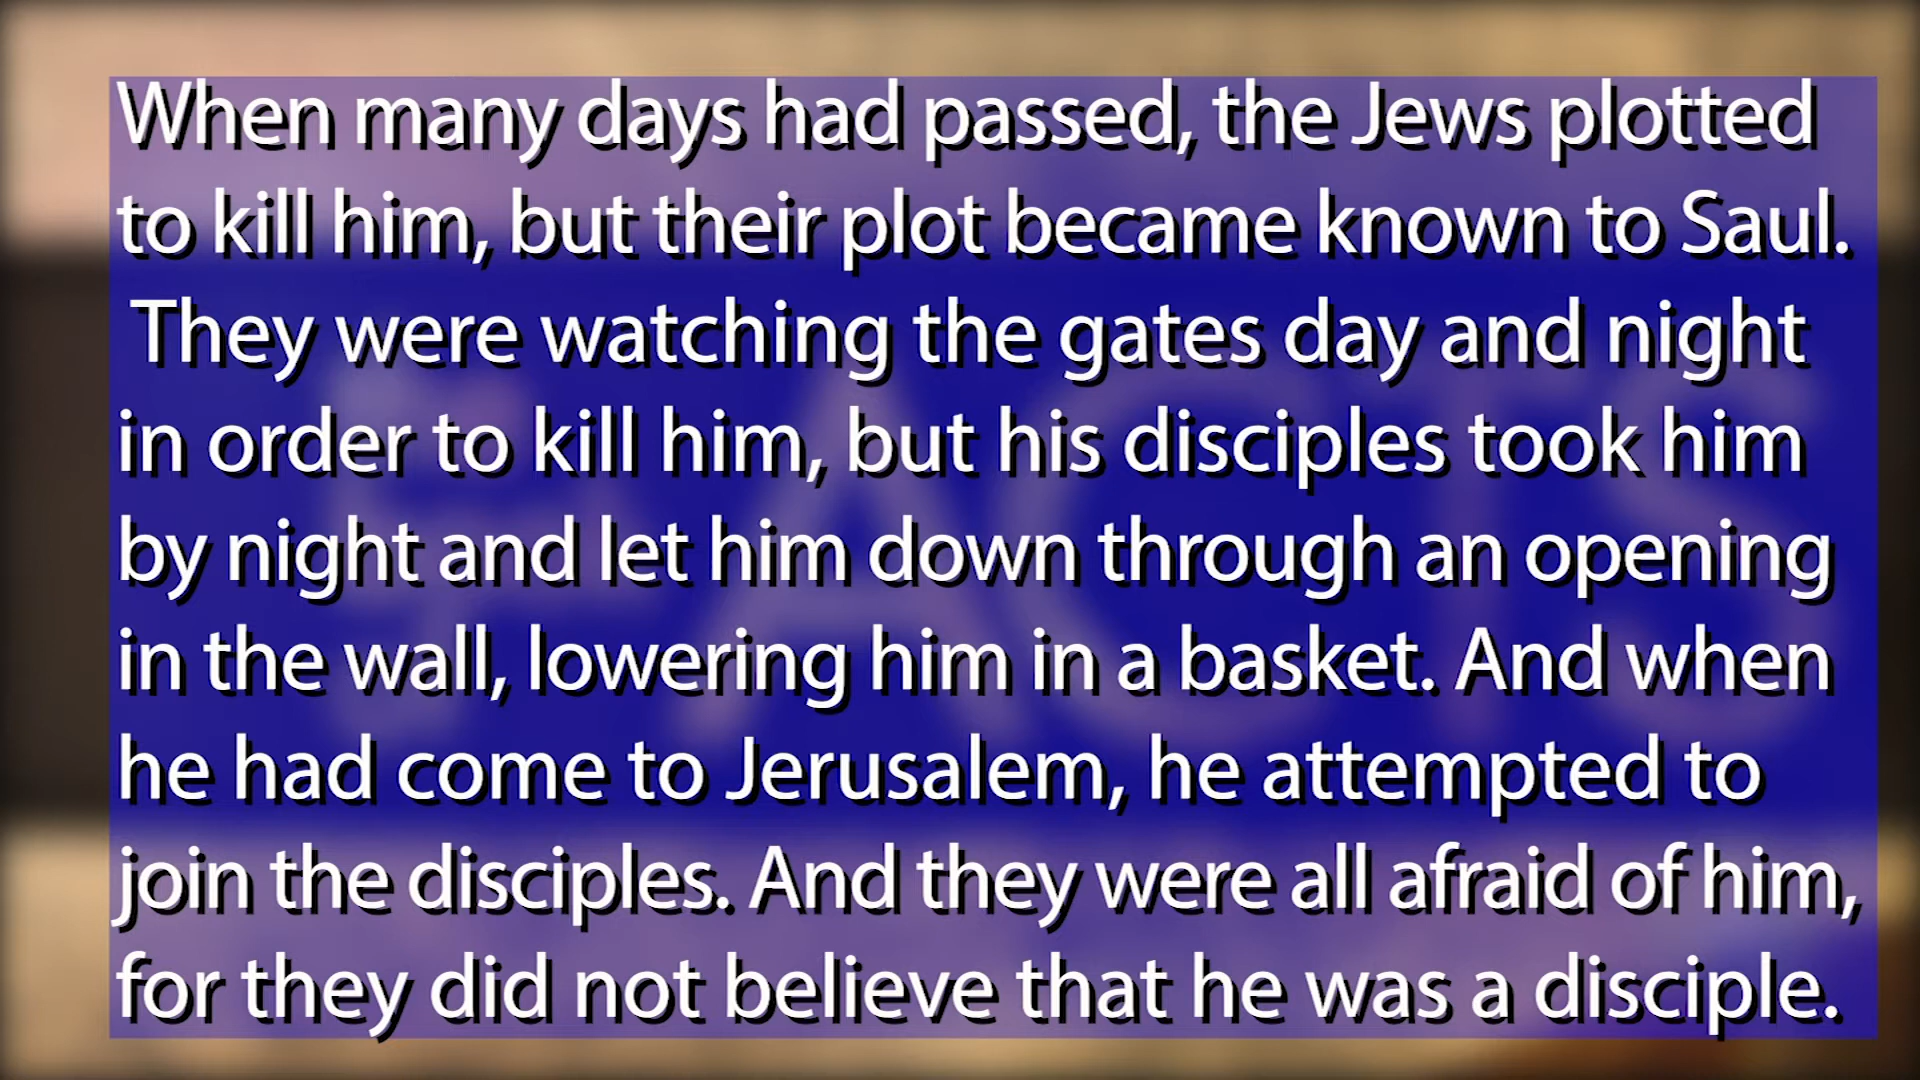 When many days had passed, the Jews plotted
to kill him, but their plot became known to Saul.
They were watching the gates day and night
in order to kill him, but his disciples took him
by night and let him down through an opening
in the wall, lowering him in a basket. And when
he had come to Jerusalem, he attempted to
join the disciples. And they were all afraid of him,
for they did not believe that he was a disciple.
ACTS